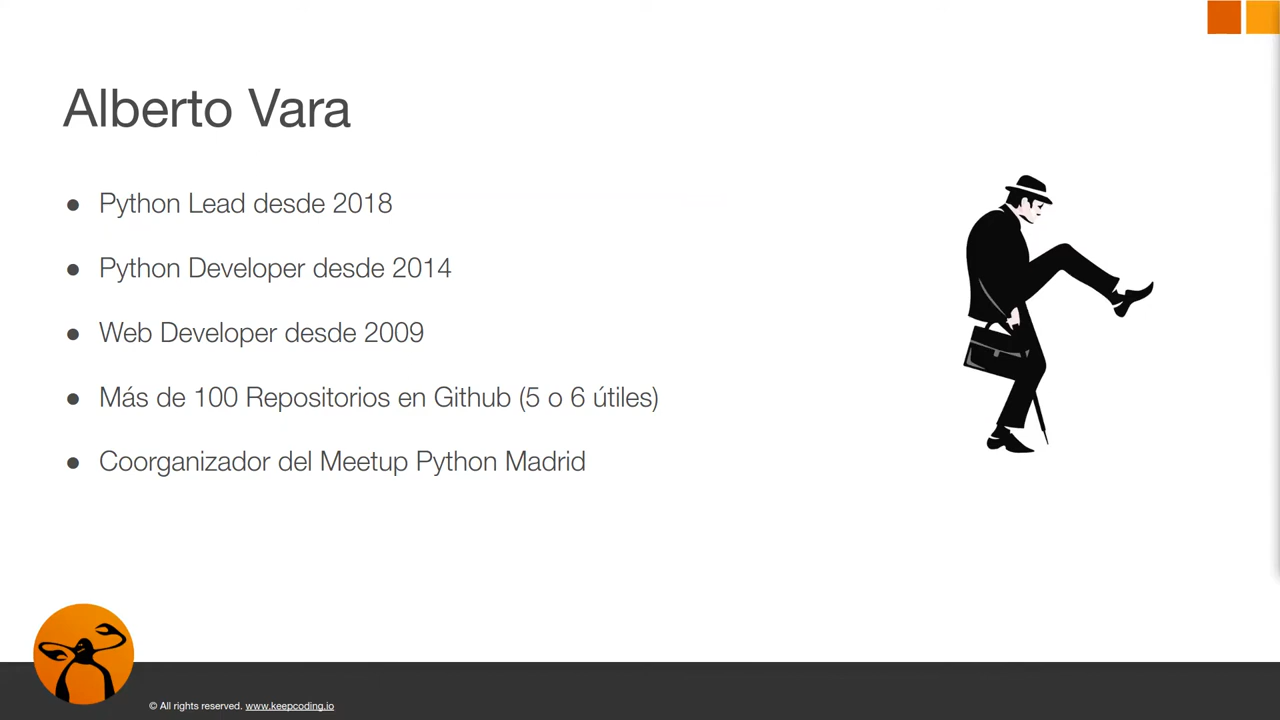 Alberto Vara
● Python Lead desde 2018
● Python Developer desde 2014
● Web Developer desde 2009
● Más de 100 Repositorios en Github (5 o 6 útiles)
● Coorganizador del Meetup Python Madrid
© All rights reserved. www.keepcoding.io